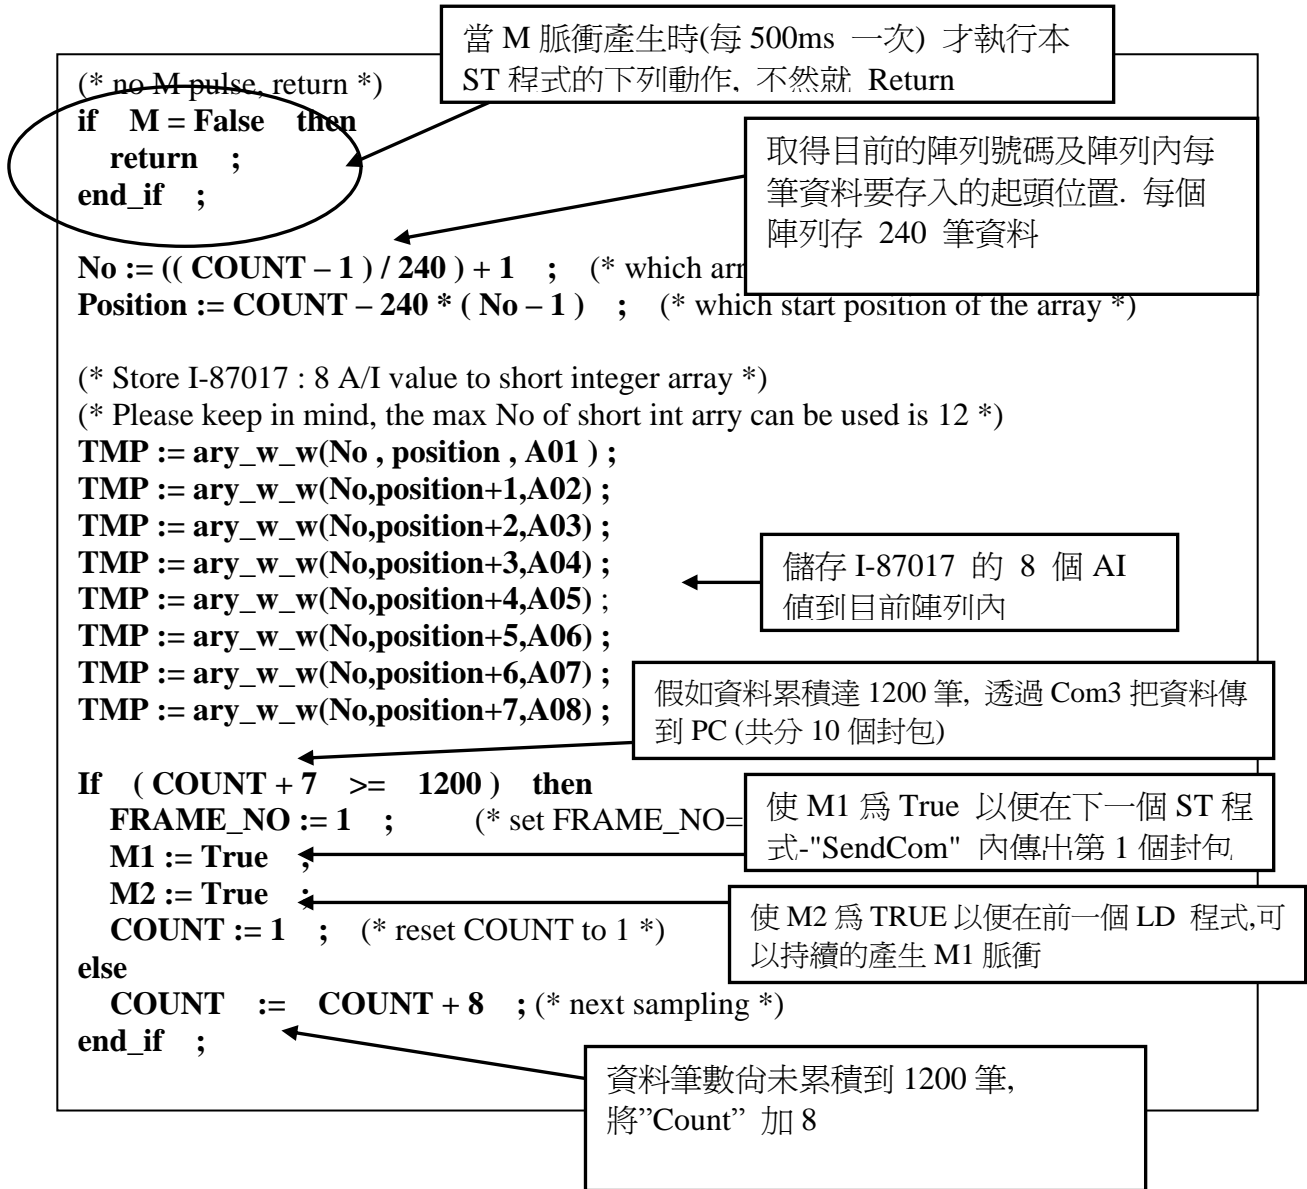 當 M 脈衝產生時(每 500ms 一次) 才執行本
ST 程式的下列動作, 不然就 Return
(* no M pulse, return *)
if M = False then
return ;
end_if ;
取得目前的陣列號碼及陣列內每
筆資料要存入的起頭位置. 每個
陣列存 240 筆資料
No := (( COUNT – 1 ) / 240 ) + 1 ; (* which arr
Position := COUNT – 240 * ( No – 1 ) ; (* which start position of the array *)
(* Store I-87017 : 8 A/I value to short integer array *)
(* Please keep in mind, the max No of short int arry can be used is 12 *)
TMP := ary_w_w(No , position , A01 ) ;
TMP := ary_w_w(No,position+1,A02) ;
TMP := ary_w_w(No,position+2,A03) ;
TMP := ary_w_w(No,position+3,A04) ;
TMP := ary_w_w(No,position+4,A05) ;
TMP := ary_w_w(No,position+5,A06) ;
TMP := ary_w_w(No,position+6,A07) ;
TMP := ary_w_w(No,position+7,A08) ;
儲存 I-87017 的 8 個 AI
值到目前陣列內
假如資料累積達 1200 筆, 透過 Com3 把資料傳
到 PC (共分 10 個封包)
If ( COUNT + 7 >= 1200 ) then
FRAME_NO := 1 ; (* set FRAME_NO=
M1 := True ;
M2 := True ;
COUNT := 1 ; (* reset COUNT to 1 *)
else
COUNT := COUNT + 8 ; (* next sampling *)
end_if ;
使 M1 為 True 以便在下一個 ST 程
式-"SendCom" 內傳出第 1 個封包
使 M2 為 TRUE 以便在前一個 LD 程式,可
以持續的產生 M1 脈衝
資料筆數尚未累積到 1200 筆,
將”Count” 加 8